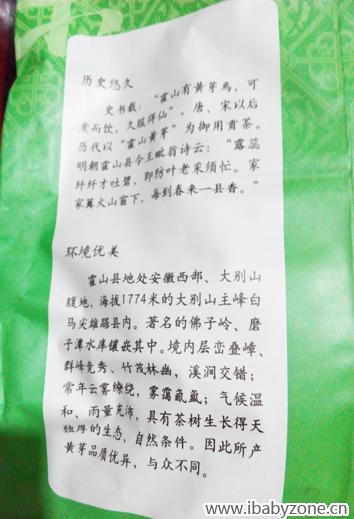 历史悠久
史书载："霍山有黄芽焉，可
煮而饮，久服得仙"。唐、宋以后
历代以"霍山黄芽"为御用贡茶。
明朝霍山县令王毗翁诗云："露蕊
纤纤才吐碧，即防叶老采须忙。家
家篝火山窗下，每到春来一县香。"
环境优美
霍山县地处安徽西部、大别山
腹地，海拔1774米的大别山主峰白
马尖雄踞县内。著名的佛子岭、磨
子潭水库镶嵌其中。境内层峦叠嶂、
群峰竞秀、竹茂林幽，溪涧交错；
常年云雾缭绕，雾霭氤氲；气候温
和、雨量充沛，具有茶树生长得天
独厚的生态，自然条件。因此所产
黄芽品质优异，与众不同。
www.ibabyzone.cn